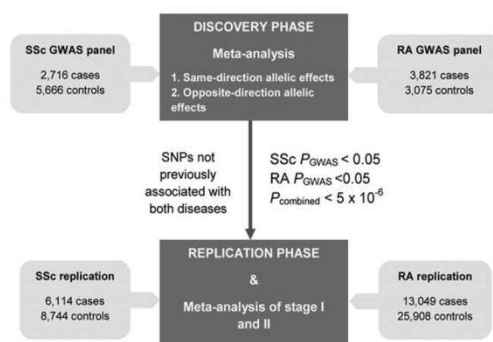 DISCOVERY PHASE
Meta-analysis
1. Same-direction allelic effects
2. Opposite-direction allelic
effects
SSc GWAS panel
2,716 cases
5,666 controls
RA GWAS panel
3,821 cases
3,075 controls
SNPs not
previously
associated with
both diseases
SSc P_GWAS < 0.05
RA P_GWAS <0.05
P_combined < 5 x 10⁻⁶
REPLICATION PHASE
&
Meta-analysis of stage I
and II
SSc replication
6,114 cases
8,744 controls
RA replication
13,049 cases
25,908 controls